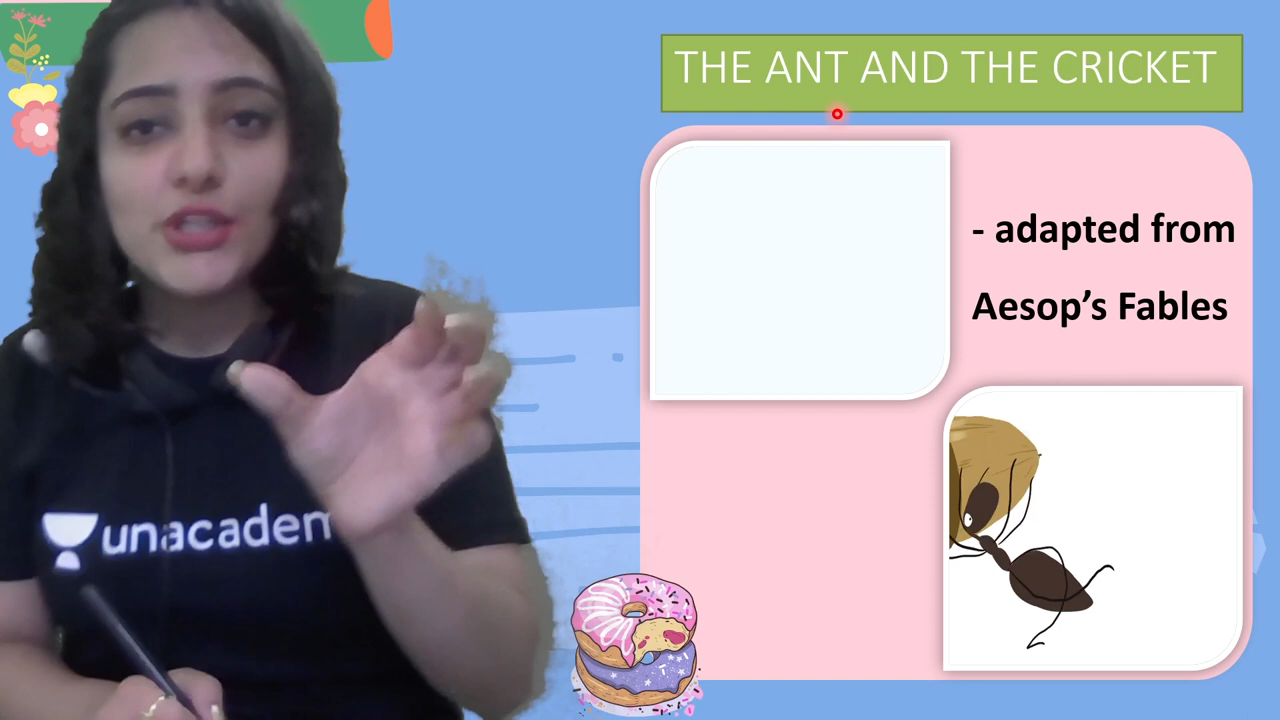 THE ANT AND THE CRICKET
- adapted from
Aesop's Fables
unacadem